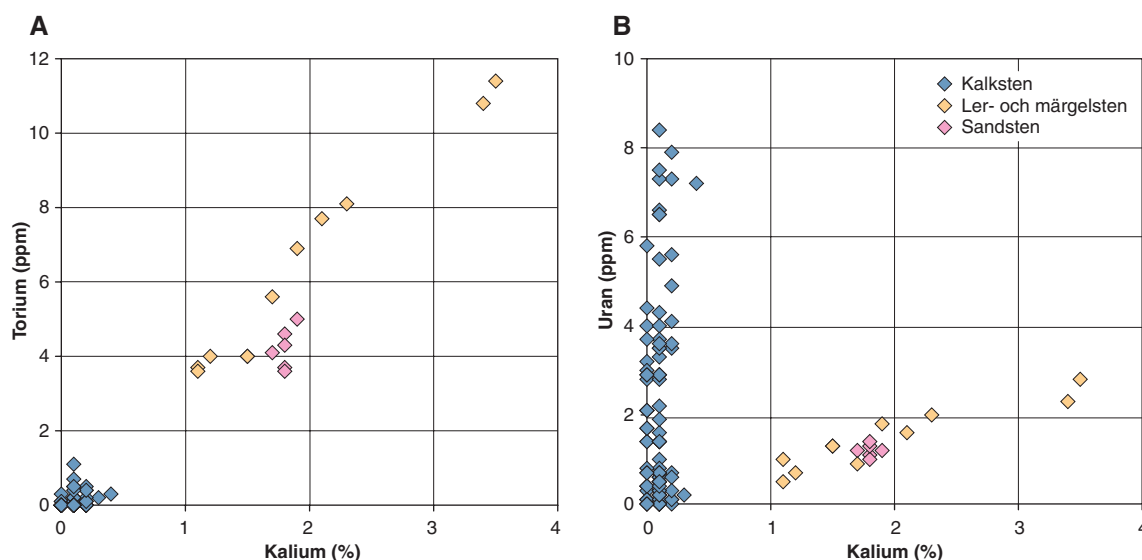 A
12
10
8
6
4
2
0
Torium (ppm)
0 1 2 3 4
Kalium (%)
B
10
8
6
4
2
0
Uran (ppm)
Kalksten
Ler- och märgelsten
Sandsten
0 1 2 3 4
Kalium (%)